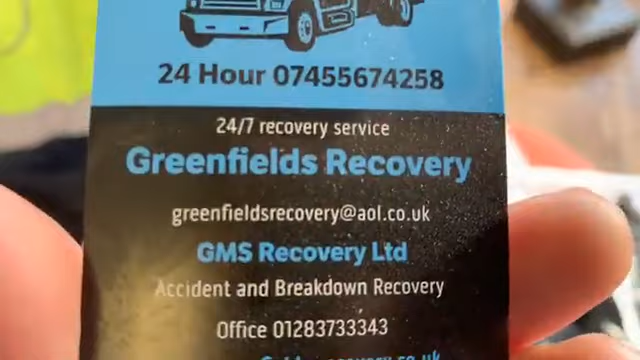 24 Hour 07455674258
24/7 recovery service
Greenfields Recovery
greenfieldsrecovery@aol.co.uk
GMS Recovery Ltd
Accident and Breakdown Recovery
Office 01283733343